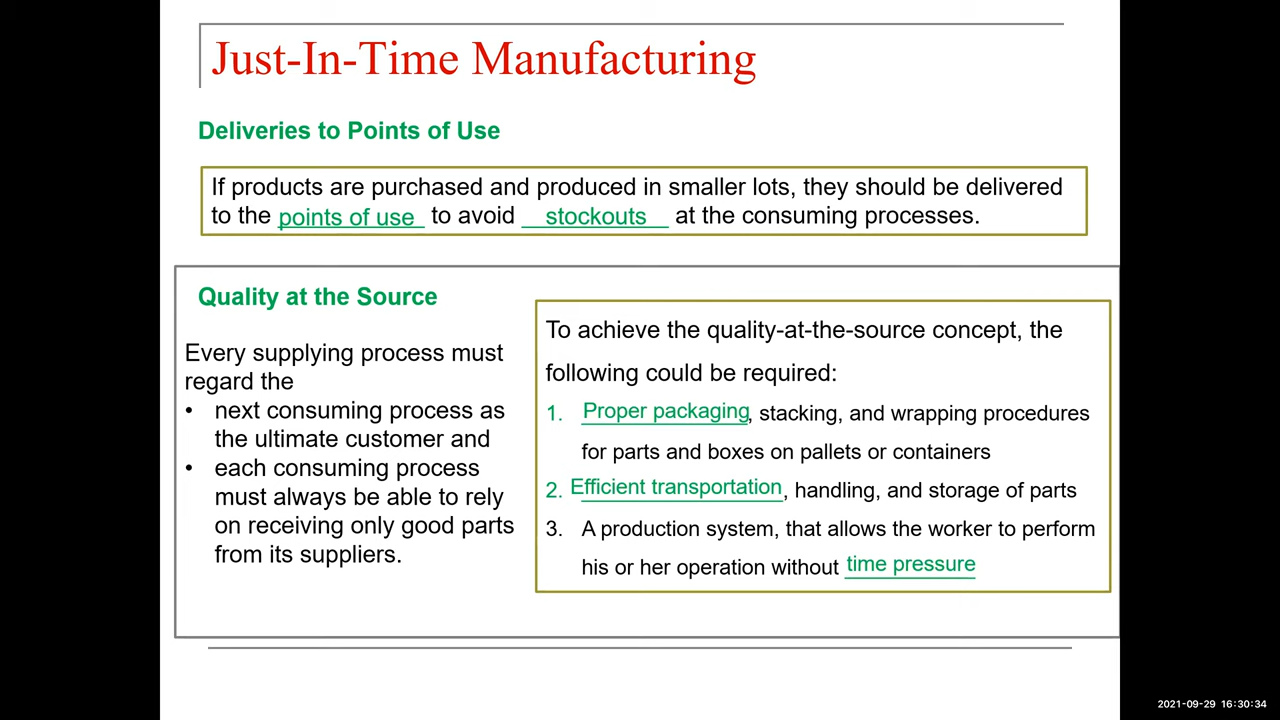 Just-In-Time Manufacturing
Deliveries to Points of Use
If products are purchased and produced in smaller lots, they should be delivered
to the points of use to avoid stockouts at the consuming processes.
Quality at the Source
Every supplying process must
regard the
• next consuming process as
the ultimate customer and
• each consuming process
must always be able to rely
on receiving only good parts
from its suppliers.
To achieve the quality-at-the-source concept, the
following could be required:
1. Proper packaging, stacking, and wrapping procedures
for parts and boxes on pallets or containers
2. Efficient transportation, handling, and storage of parts
3. A production system, that allows the worker to perform
his or her operation without time pressure
2021-09-29 16:30:34